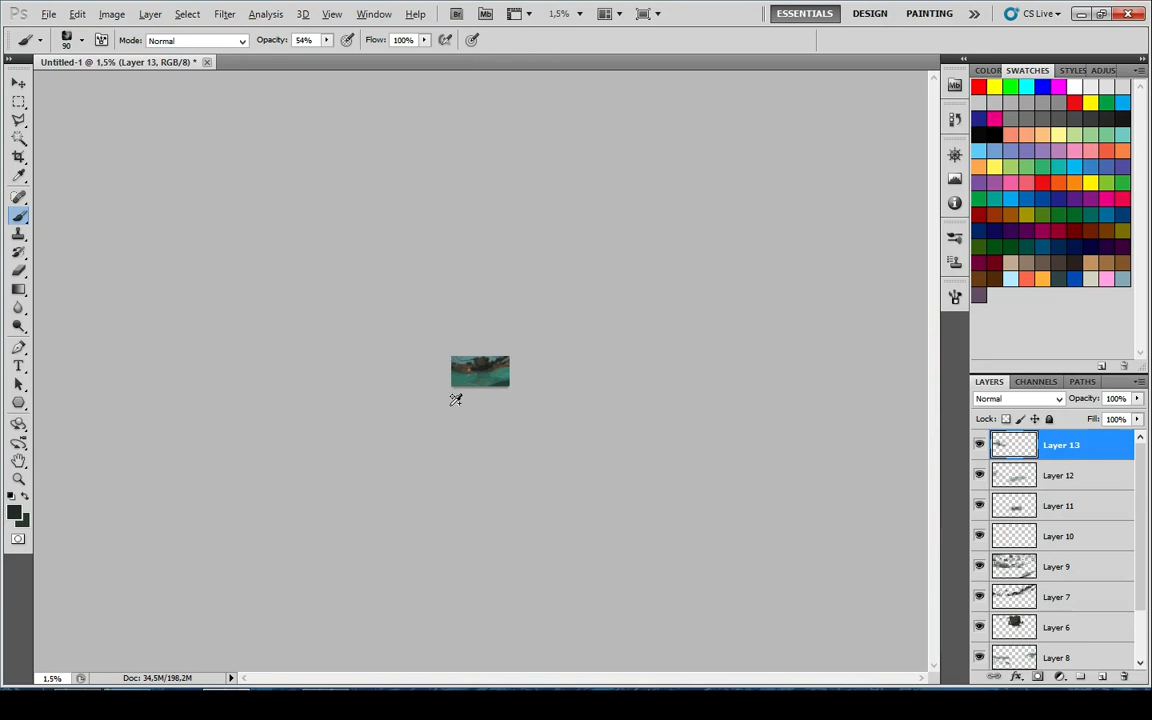 Ps File Edit Image Layer Select Filter Analysis 3D View Window Help Br Mb 1,5% ESSENTIALS DESIGN PAINTING CS Live
90 Mode: Normal Opacity: 54% Flow: 100%
Untitled-1 @ 1,5% (Layer 13, RGB/8) *
COLOR SWATCHES STYLES ADJUS
Mb
LAYERS CHANNELS PATHS
Normal Opacity: 100%
Lock: Fill: 100%
Layer 13
Layer 12
Layer 11
Layer 10
Layer 9
Layer 7
Layer 6
Layer 8
1,5% Doc: 34,5M/198,2M